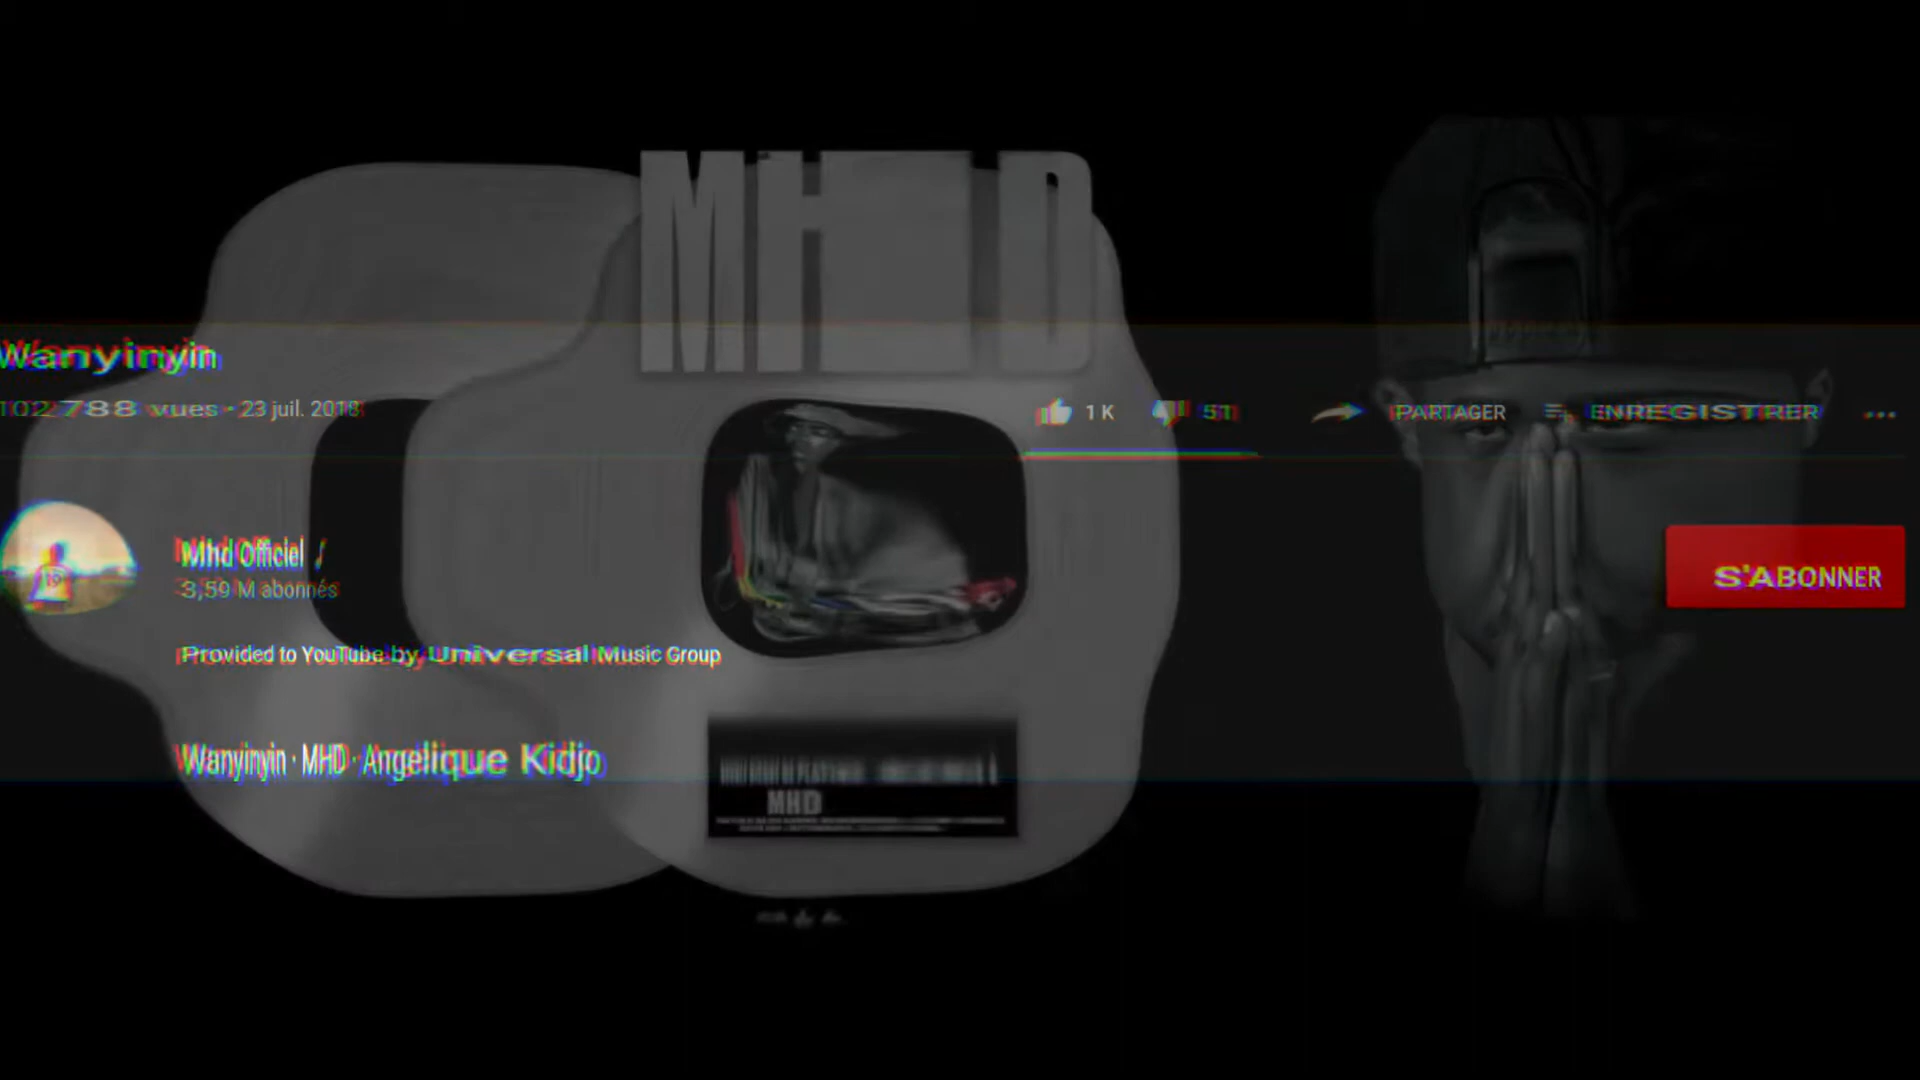 MHD
Wanyinyin
102 788 vues • 23 juil. 2018
1 K
51
PARTAGER
ENREGISTRER
Mhd Officiel
3,59 M abonnés
S'ABONNER
Provided to YouTube by Universal Music Group
Wanyinyin · MHD · Angelique Kidjo
MHD